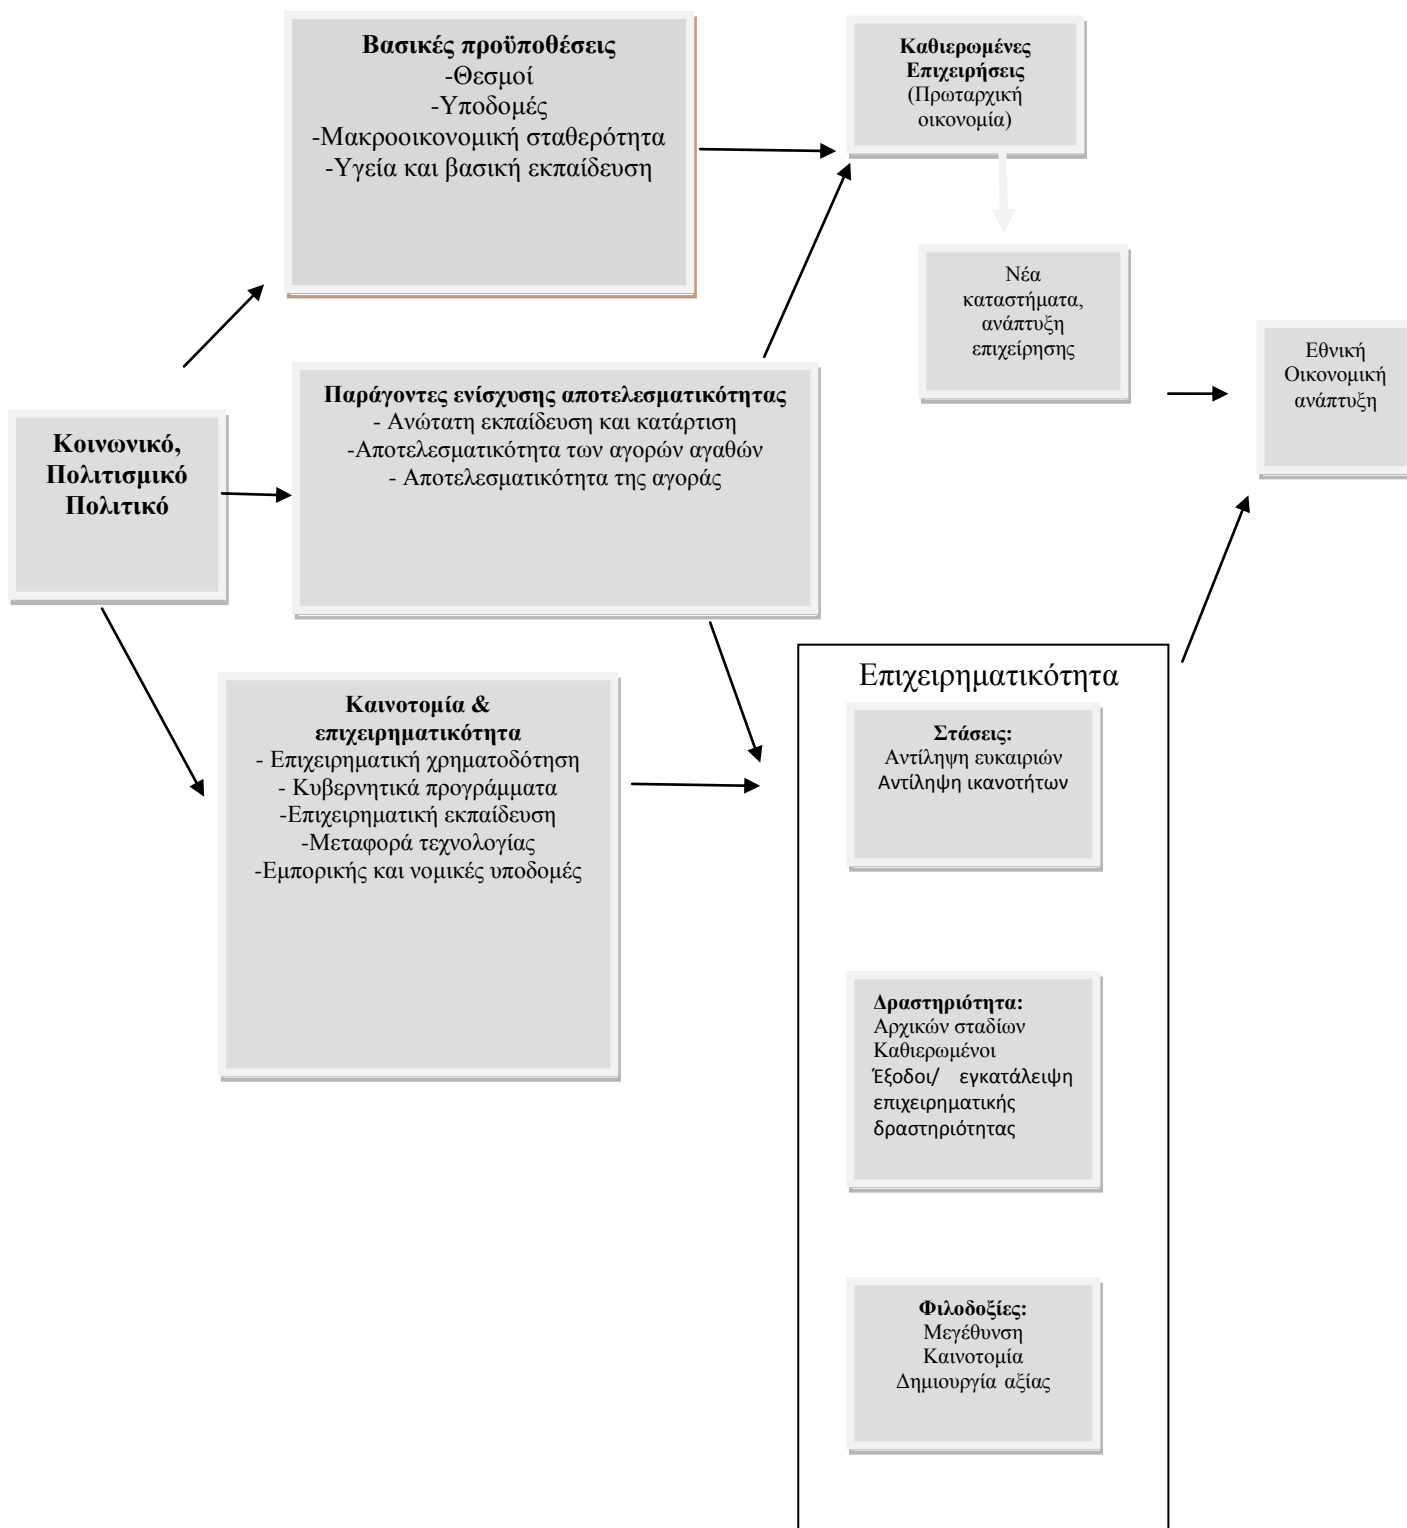 Βασικές προϋποθέσεις
-Θεσμοί
-Υποδομές
-Μακροοικονομική σταθερότητα
-Υγεία και βασική εκπαίδευση
Καθιερωμένες
Επιχειρήσεις
(Πρωταρχική
οικονομία)
Νέα
καταστήματα,
ανάπτυξη
επιχείρησης
Εθνική
Οικονομική
ανάπτυξη
Παράγοντες ενίσχυσης αποτελεσματικότητας
- Ανώτατη εκπαίδευση και κατάρτιση
-Αποτελεσματικότητα των αγορών αγαθών
- Αποτελεσματικότητα της αγοράς
Κοινωνικό,
Πολιτισμικό
Πολιτικό
Καινοτομία &
επιχειρηματικότητα
- Επιχειρηματική χρηματοδότηση
- Κυβερνητικά προγράμματα
-Επιχειρηματική εκπαίδευση
-Μεταφορά τεχνολογίας
-Εμπορικής και νομικές υποδομές
Επιχειρηματικότητα
Στάσεις:
Αντίληψη ευκαιριών
Αντίληψη ικανοτήτων
Δραστηριότητα:
Αρχικών σταδίων
Καθιερωμένοι
Έξοδοι/ εγκατάλειψη
επιχειρηματικής
δραστηριότητας
Φιλοδοξίες:
Μεγέθυνση
Καινοτομία
Δημιουργία αξίας